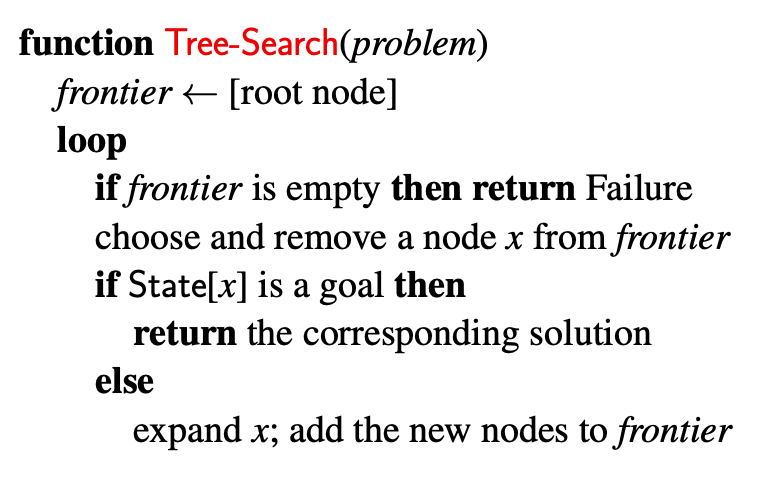 function Tree-Search(problem)
frontier ← [root node]
loop
if frontier is empty then return Failure
choose and remove a node x from frontier
if State[x] is a goal then
return the corresponding solution
else
expand x; add the new nodes to frontier